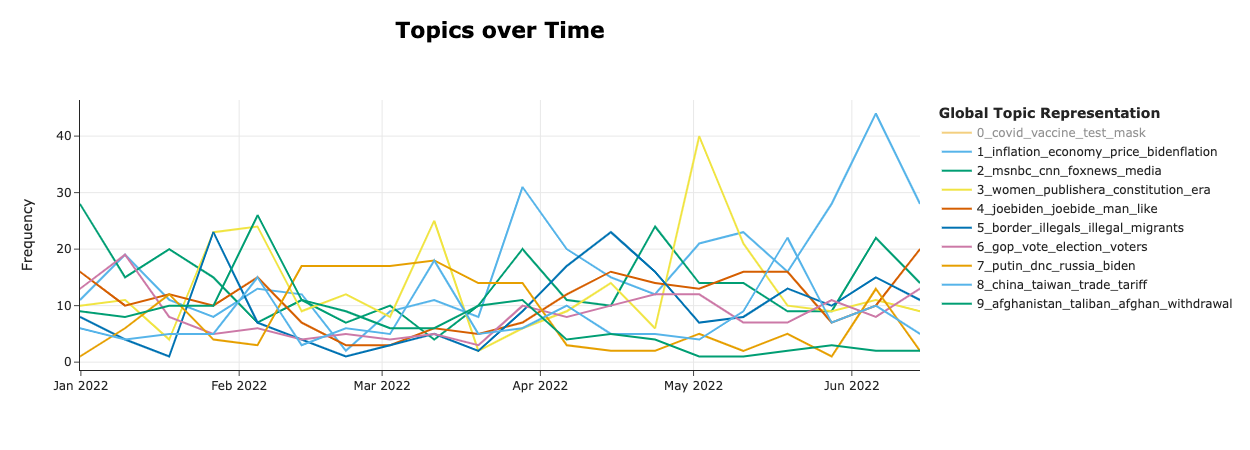 Topics over Time
Global Topic Representation
0_covid_vaccine_test_mask
1_inflation_economy_price_bidenflation
2_msnbc_cnn_foxnews_media
3_women_publishera_constitution_era
4_joebiden_joebide_man_like
5_border_illegals_illegal_migrants
6_gop_vote_election_voters
7_putin_dnc_russia_biden
8_china_taiwan_trade_tariff
9_afghanistan_taliban_afghan_withdrawal
Frequency
40
30
20
10
0
Jan 2022 Feb 2022 Mar 2022 Apr 2022 May 2022 Jun 2022